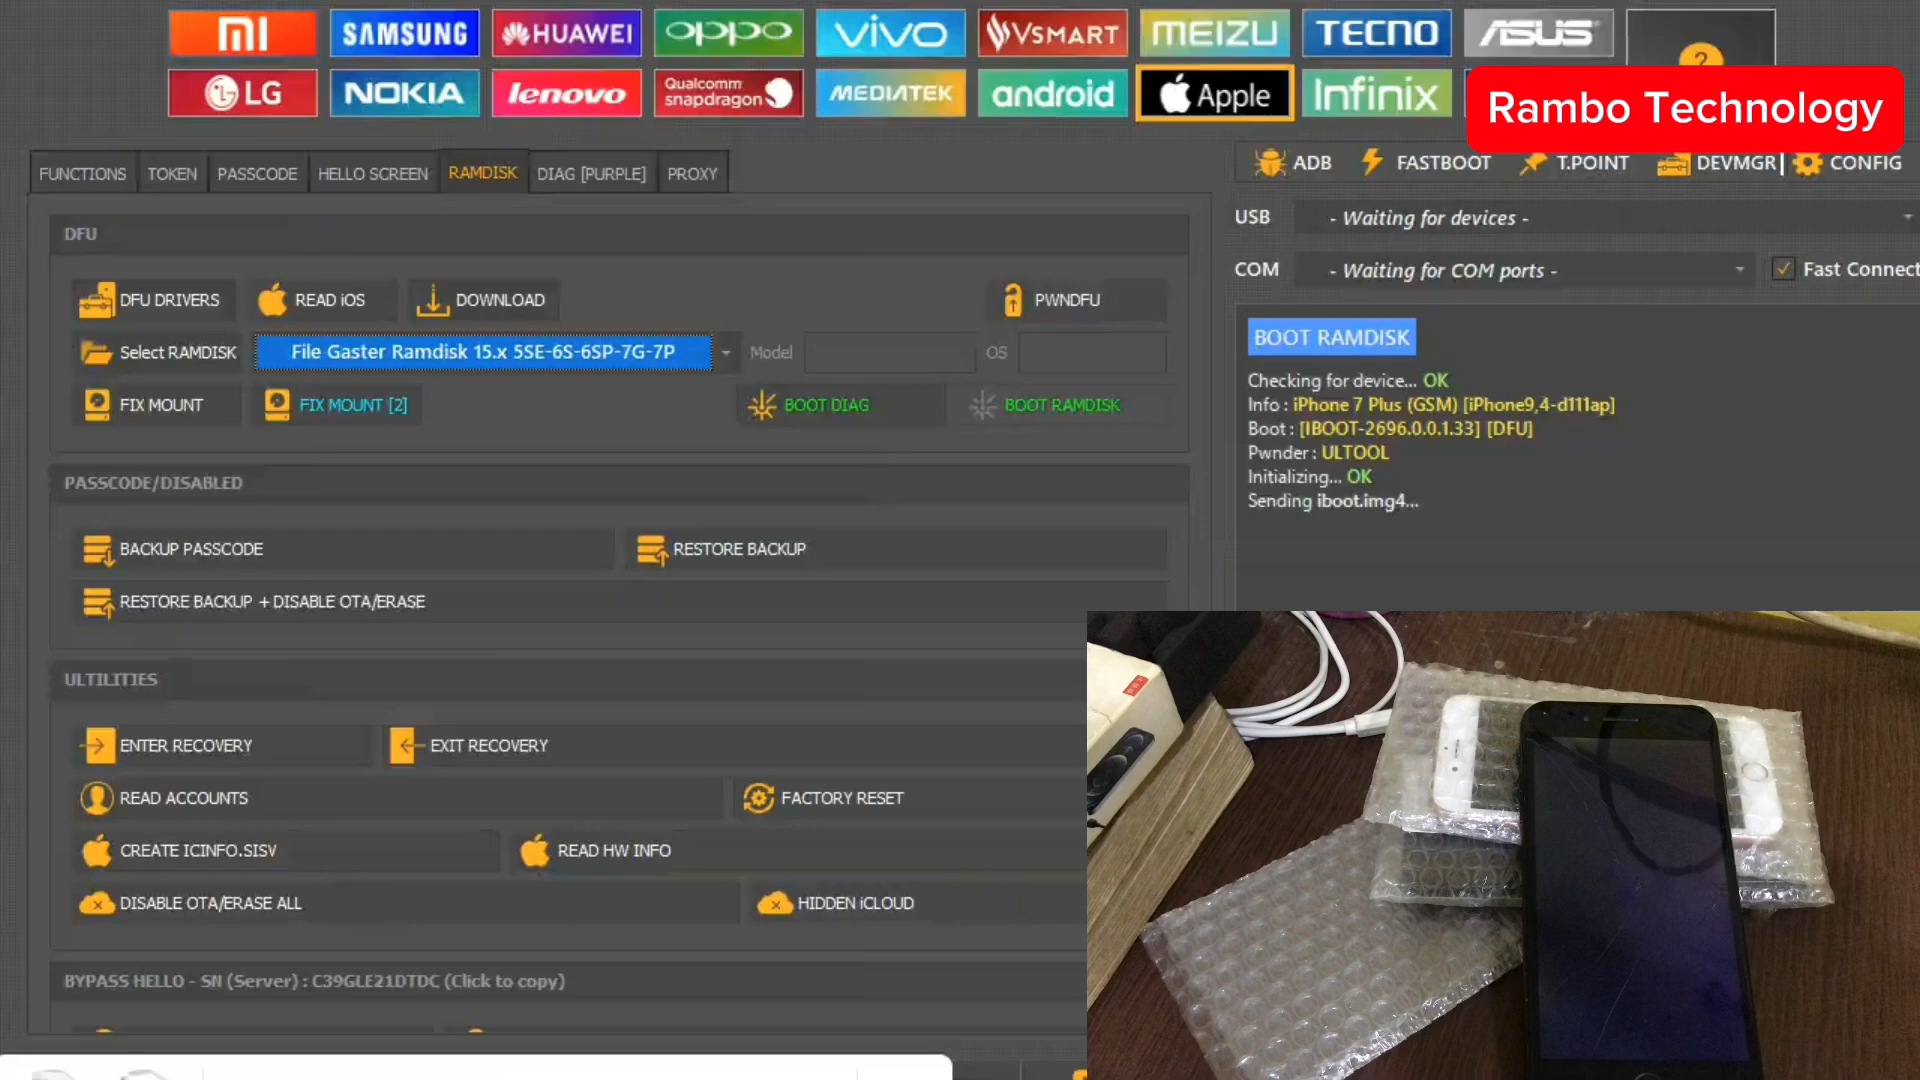 mi
SAMSUNG
HUAWEI
oppo
vivo
VSMART
MEIZU
TECNO
ASUS
?
LG
NOKIA
lenovo
Qualcomm
snapdragon
MEDIATEK
android
Apple
Infinix
Rambo Technology
FUNCTIONS
TOKEN
PASSCODE
HELLO SCREEN
RAMDISK
DIAG [PURPLE]
PROXY
ADB
FASTBOOT
T.POINT
DEVMGR
CONFIG
DFU
USB
- Waiting for devices -
COM
- Waiting for COM ports -
Fast Connect
DFU DRIVERS
READ iOS
DOWNLOAD
PWNDFU
Select RAMDISK
File Gaster Ramdisk 15.x 5SE-6S-6SP-7G-7P
Model
OS
FIX MOUNT
FIX MOUNT [2]
BOOT DIAG
BOOT RAMDISK
BOOT RAMDISK
Checking for device... OK
Info : iPhone 7 Plus (GSM) [iPhone9,4-d111ap]
Boot : [IBOOT-2696.0.0.1.33] [DFU]
Pwnder : ULTOOL
Initializing... OK
Sending iboot.img4...
PASSCODE/DISABLED
BACKUP PASSCODE
RESTORE BACKUP
RESTORE BACKUP + DISABLE OTA/ERASE
ULTILITIES
ENTER RECOVERY
EXIT RECOVERY
READ ACCOUNTS
FACTORY RESET
CREATE ICINFO.SISV
READ HW INFO
DISABLE OTA/ERASE ALL
HIDDEN iCLOUD
BYPASS HELLO - SN (Server) : C39GLE21DTDC (Click to copy)